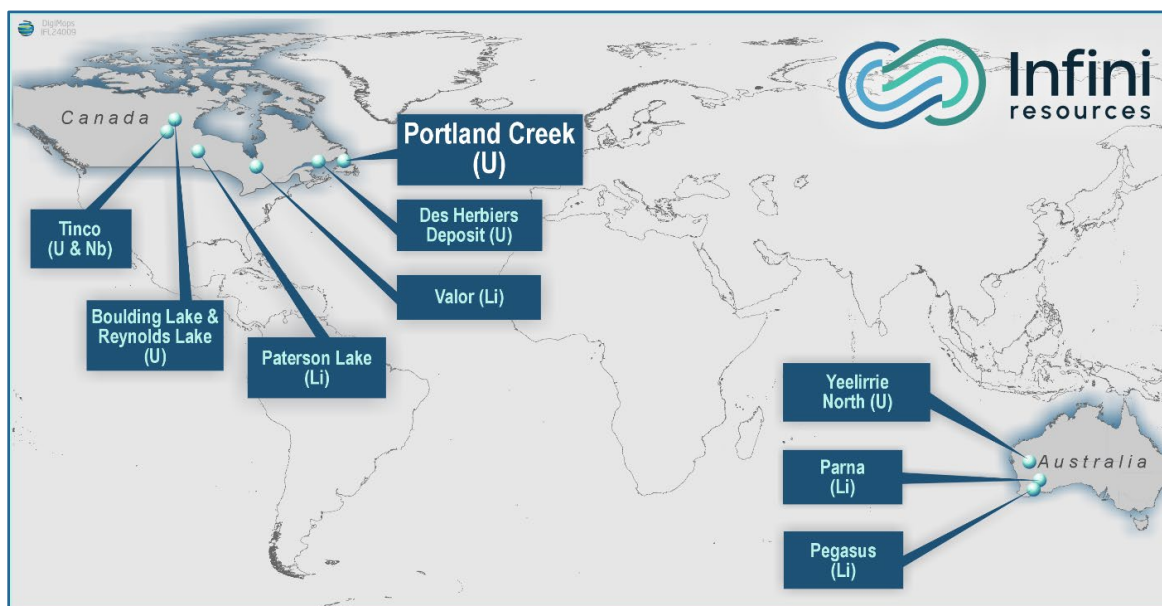 DigiMaps
IFL24009
Infini
resources
Canada
Portland Creek
(U)
Tinco
(U & Nb)
Des Herbiers
Deposit (U)
Valor (Li)
Boulding Lake &
Reynolds Lake
(U)
Paterson Lake
(Li)
Yeelirrie
North (U)
Australia
Parna
(Li)
Pegasus
(Li)